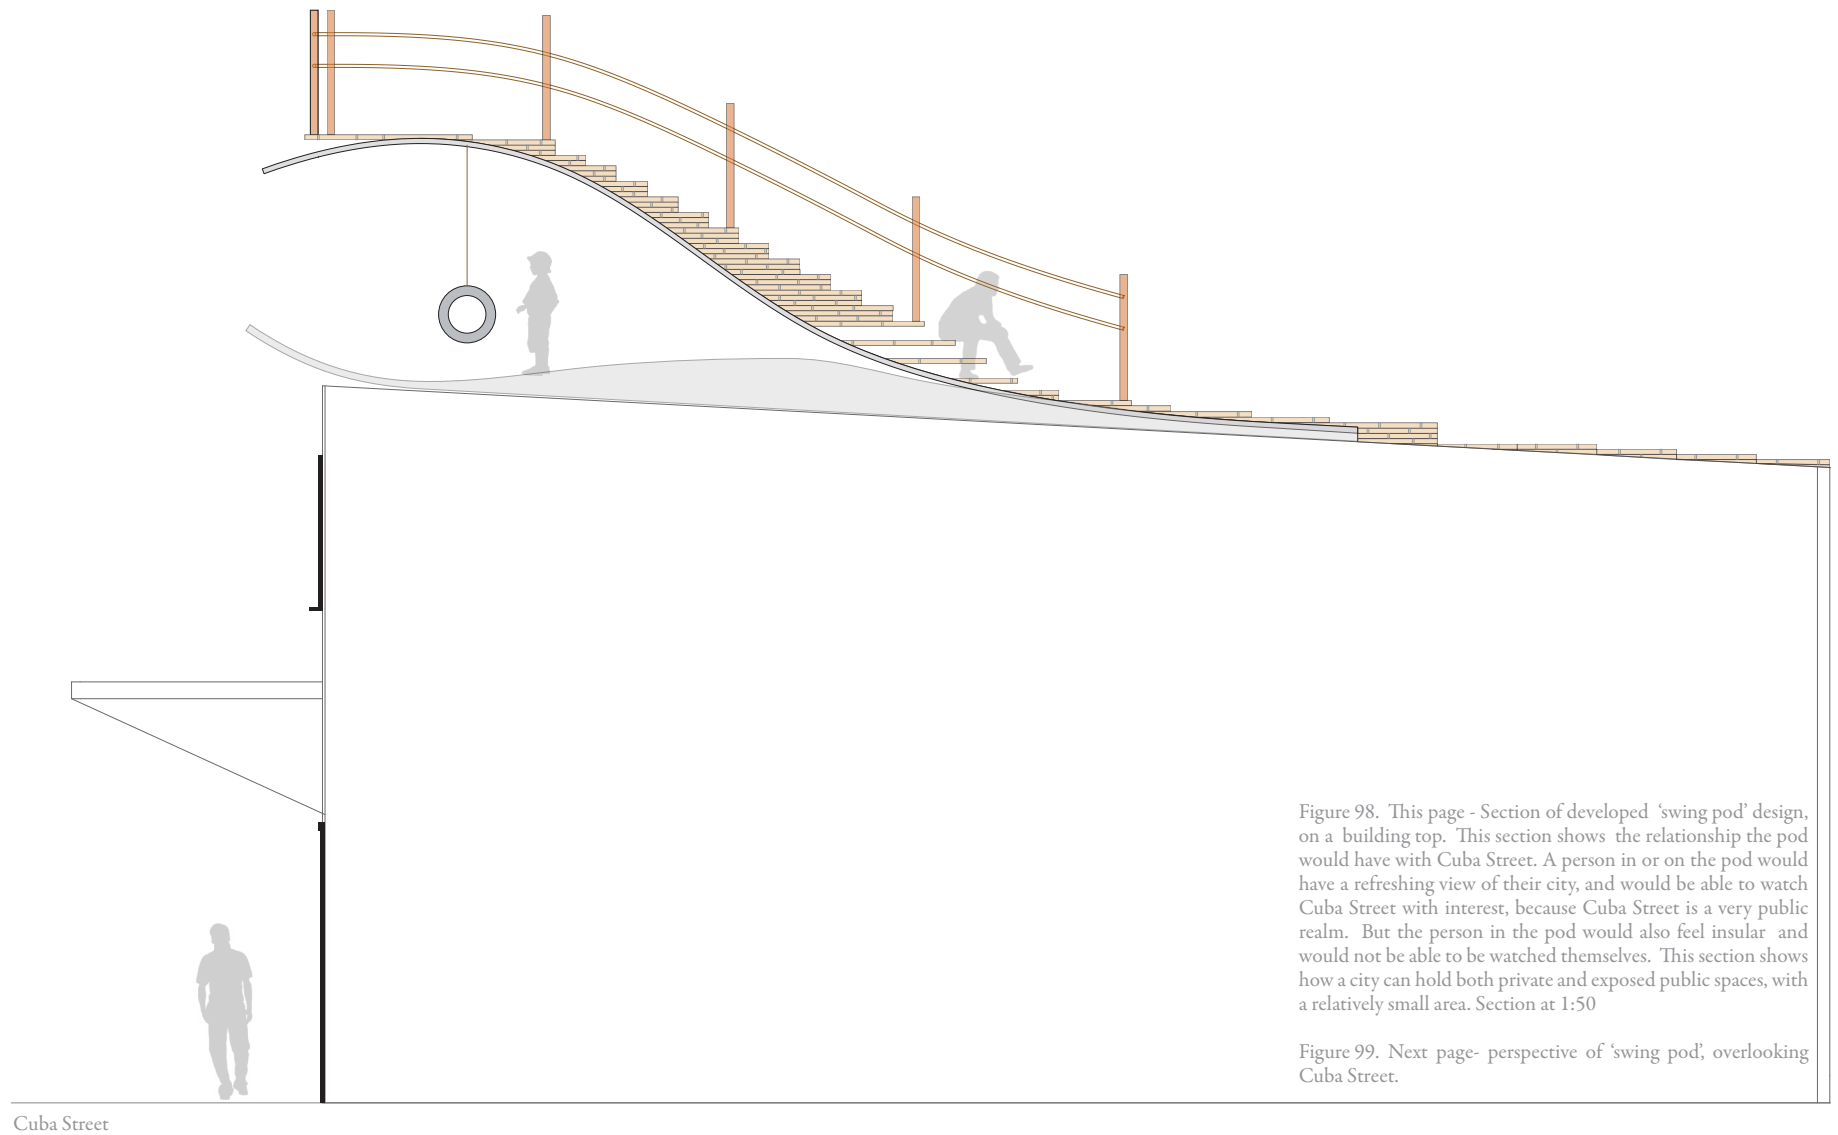 Figure 98. This page - Section of developed ‘swing pod’ design,
on a building top. This section shows the relationship the pod
would have with Cuba Street. A person in or on the pod would
have a refreshing view of their city, and would be able to watch
Cuba Street with interest, because Cuba Street is a very public
realm. But the person in the pod would also feel insular and
would not be able to be watched themselves. This section shows
how a city can hold both private and exposed public spaces, with
a relatively small area. Section at 1:50
Figure 99. Next page- perspective of ‘swing pod’, overlooking
Cuba Street.
Cuba Street